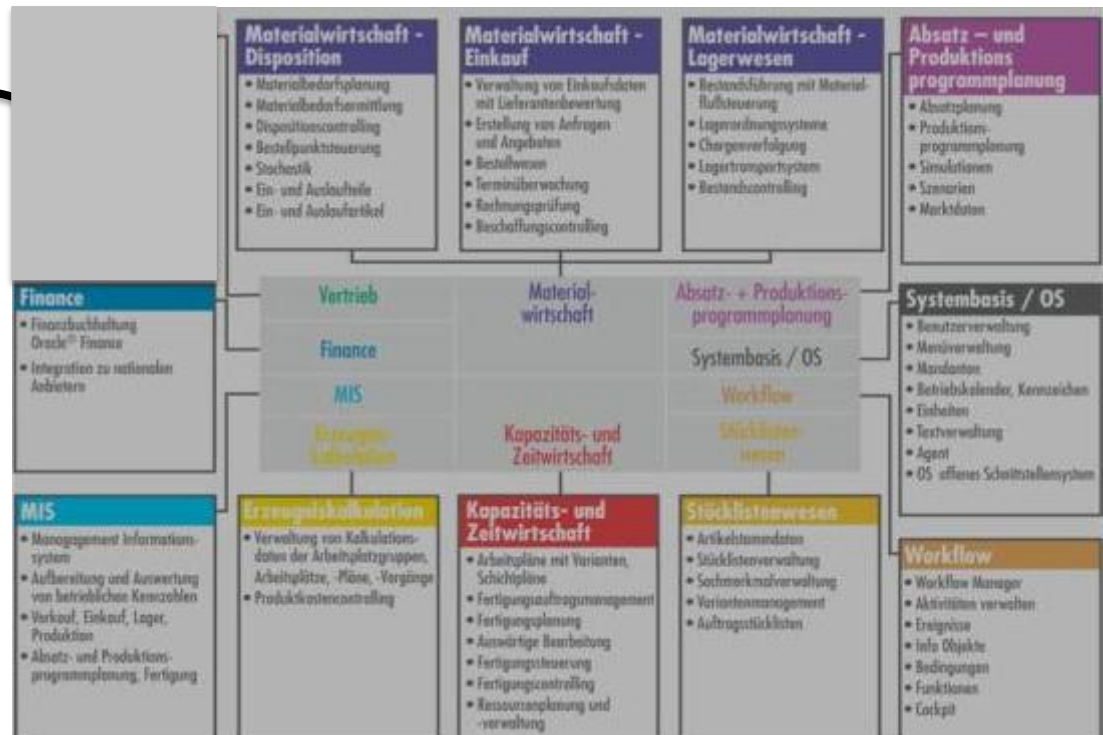 Materialwirtschaft -
Disposition
• Materialbedarfsplanung
• Materialbedarfsermittlung
• Dispositionscontrolling
• Bestellpunktsteuerung
• Stochastik
• Ein- und Auslaufteile
• Ein- und Auslaufartikel
Materialwirtschaft -
Einkauf
• Verwaltung von Einkaufsdaten
mit Lieferantenbewertung
• Erstellung von Anfragen
und Angeboten
• Bestellwesen
• Terminüberwachung
• Rechnungsprüfung
• Beschaffungscontrolling
Materialwirtschaft -
Lagerwesen
• Bestandsführung mit Material-
flußsteuerung
• Lagerordnungssysteme
• Chargenverfolgung
• Lagertransportsystem
• Bestandscontrolling
Absatz – und
Produktions
programmplanung
• Absatzplanung
• Produktions-
programmplanung
• Simulationen
• Szenarien
• Marktdaten
Finance
• Finanzbuchhaltung
Oracle® Finance
• Integration zu nationalen
Anbietern
Vertrieb
Finance
MIS
Erzeugnis-
kalkulation
Material-
wirtschaft
Kapazitäts- und
Zeitwirtschaft
Absatz- + Produktions-
programmplanung
Systembasis / OS
Workflow
Stücklisten-
wesen
Systembasis / OS
• Benutzerverwaltung
• Menüverwaltung
• Mandanten
• Betriebskalender, Kennzeichen
• Einheiten
• Textverwaltung
• Agent
• OS offenes Schnittstellensystem
MIS
• Managagement Informations-
system
• Aufbereitung und Auswertung
von betrieblichen Kennzahlen
• Verkauf, Einkauf, Lager,
Produktion
• Absatz- und Produktions-
programmplanung, Fertigung
Erzeugniskalkulation
• Verwaltung von Kalkulations-
daten der Arbeitsplatzgruppen,
Arbeitsplätze, -Pläne, -Vorgänge
• Produktkostencontrolling
Kapazitäts- und
Zeitwirtschaft
• Arbeitspläne mit Varianten,
Schichtpläne
• Fertigungsauftragsmanagement
• Fertigungsplanung
• Auswärtige Bearbeitung
• Fertigungssteuerung
• Fertigungscontrolling
• Ressourcenplanung und
-verwaltung
Stücklistenwesen
• Artikelstammdaten
• Stücklistenverwaltung
• Sachmerkmalverwaltung
• Variantenmanagement
• Auftragsstücklisten
Workflow
• Workflow Manager
• Aktivitäten verwalten
• Ereignisse
• Info Objekte
• Bedingungen
• Funktionen
• Cockpit